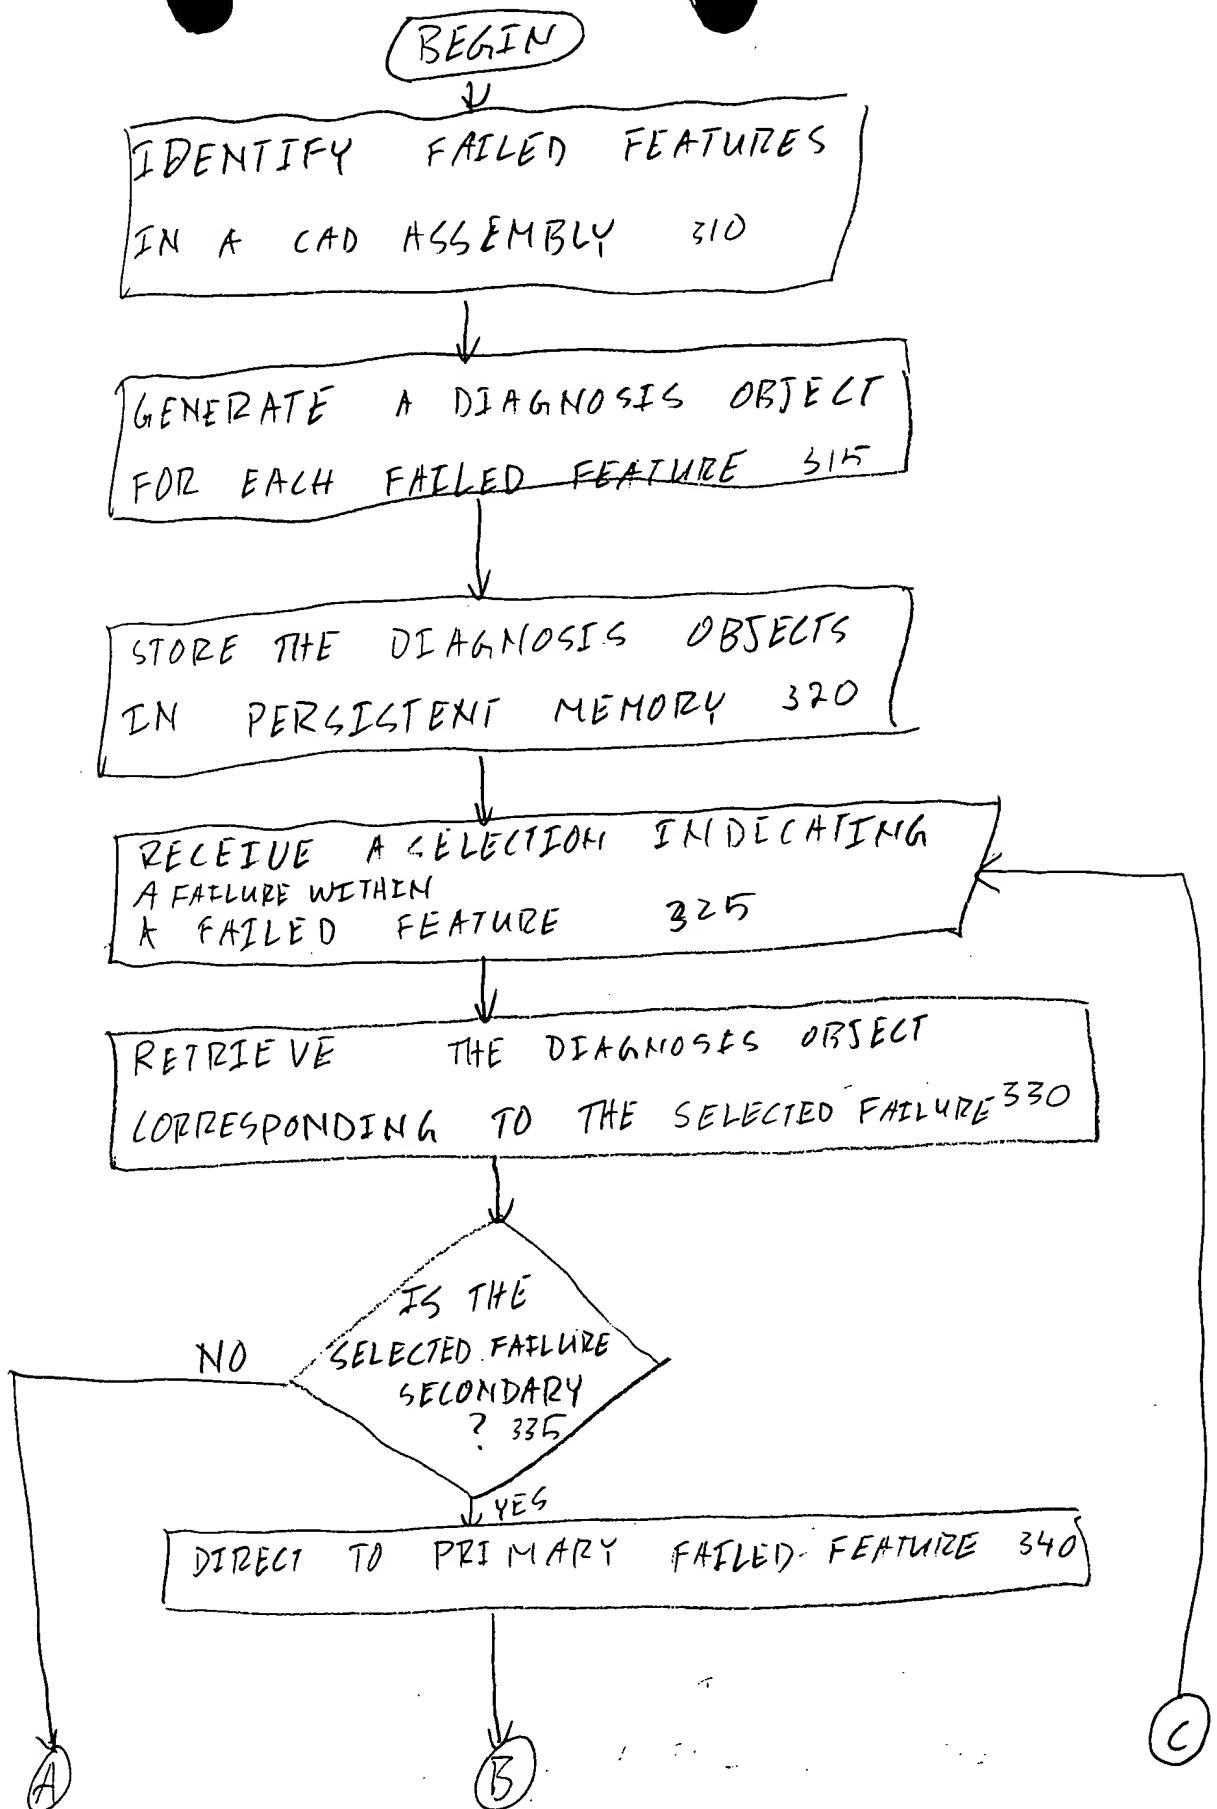 BEGIN
IDENTIFY FAILED FEATURES
IN A CAD ASSEMBLY 310
GENERATE A DIAGNOSIS OBJECT
FOR EACH FAILED FEATURE 315
STORE THE DIAGNOSIS OBJECTS
IN PERSISTENT MEMORY 320
RECEIVE A SELECTION INDICATING
A FAILURE WITHIN
A FAILED FEATURE 325
RETRIEVE THE DIAGNOSES OBJECT
CORRESPONDING TO THE SELECTED FAILURE 330
IS THE
SELECTED FAILURE
SECONDARY
? 335
NO
YES
DIRECT TO PRIMARY FAILED FEATURE 340
A
B
C